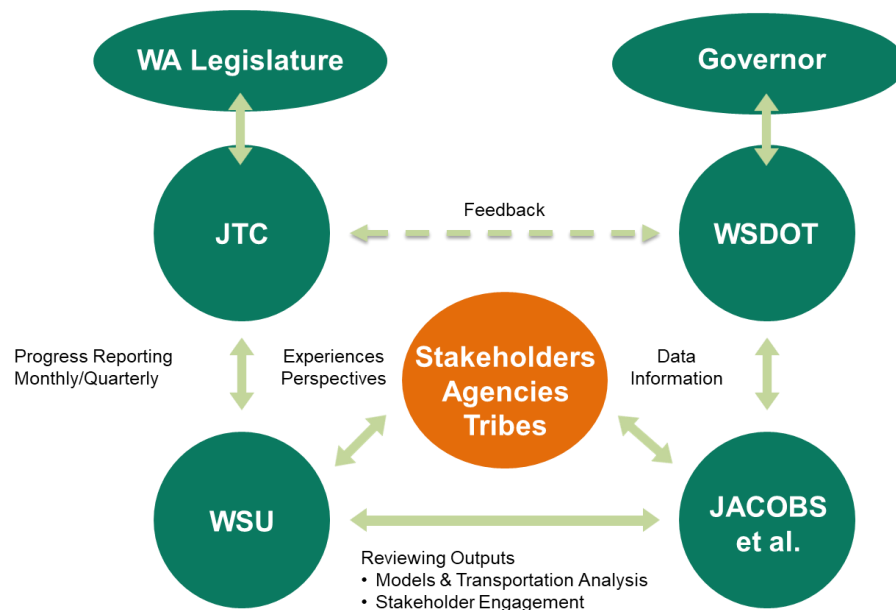 WA Legislature
Governor
JTC
Feedback
WSDOT
Progress Reporting
Monthly/Quarterly
Experiences
Perspectives
Stakeholders
Agencies
Tribes
Data
Information
WSU
JACOBS
et al.
Reviewing Outputs
• Models & Transportation Analysis
• Stakeholder Engagement